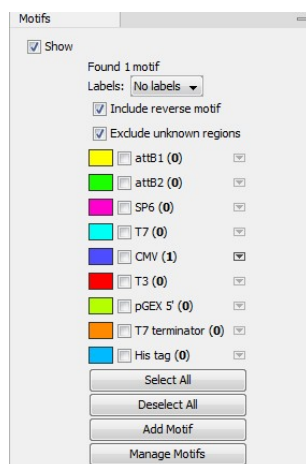 Motifs
Show
Found 1 motif
Labels: No labels
Include reverse motif
Exclude unknown regions
attB1 (0)
attB2 (0)
SP6 (0)
T7 (0)
CMV (1)
T3 (0)
pGEX 5' (0)
T7 terminator (0)
His tag (0)
Select All
Deselect All
Add Motif
Manage Motifs